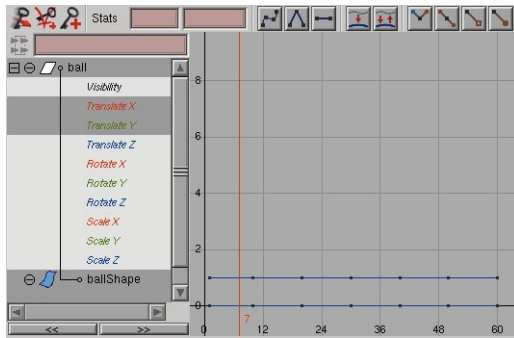 Stats
ball
Visibility
Translate X
Translate Y
Translate Z
Rotate X
Rotate Y
Rotate Z
Scale X
Scale Y
Scale Z
ballShape
<< >>
8
6
4
2
0
7
0 12 24 36 48 60